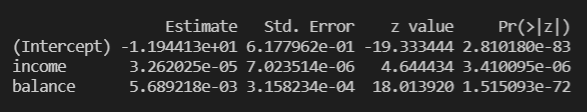 Estimate Std. Error z value Pr(>|z|)
(Intercept) -1.194413e+01 6.177962e-01 -19.333444 2.810180e-83
income 3.262025e-05 7.023514e-06 4.644434 3.410095e-06
balance 5.689218e-03 3.158234e-04 18.013920 1.515093e-72